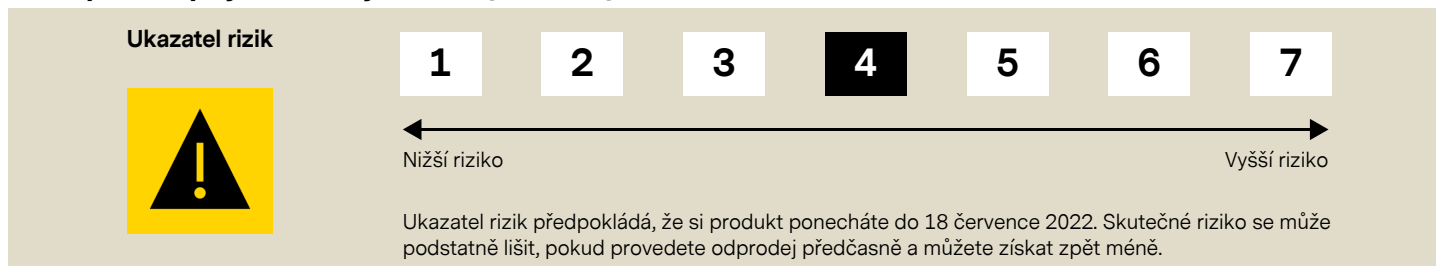 Ukazatel rizik
1 2 3 4 5 6 7
Nižší riziko Vyšší riziko
Ukazatel rizik předpokládá, že si produkt ponecháte do 18 července 2022. Skutečné riziko se může
podstatně lišit, pokud provedete odprodej předčasně a můžete získat zpět méně.